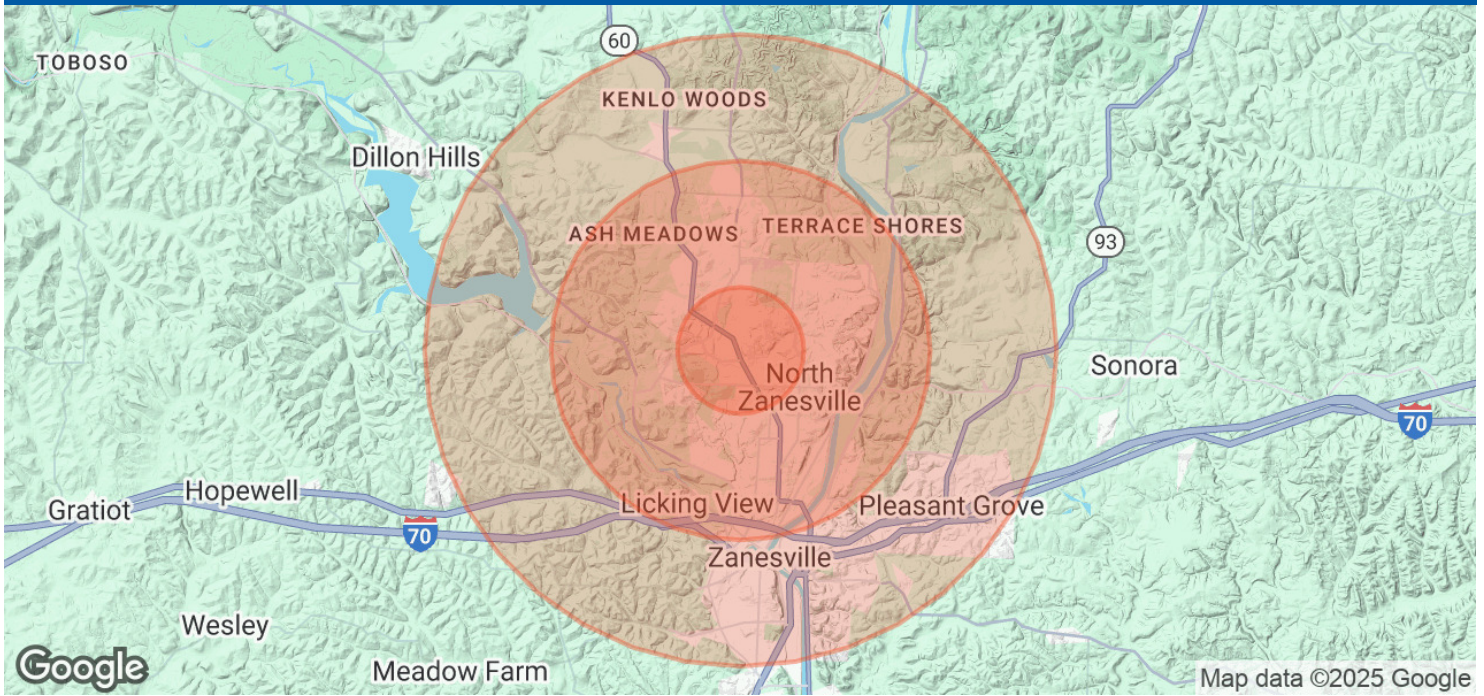 60
TOBOSO
KENLO WOODS
Dillon Hills
ASH MEADOWS
TERRACE SHORES
93
Sonora
North
Zanesville
70
Hopewell
Gratiot
Licking View
Pleasant Grove
70
Zanesville
Wesley
Meadow Farm
Google
Map data ©2025 Google